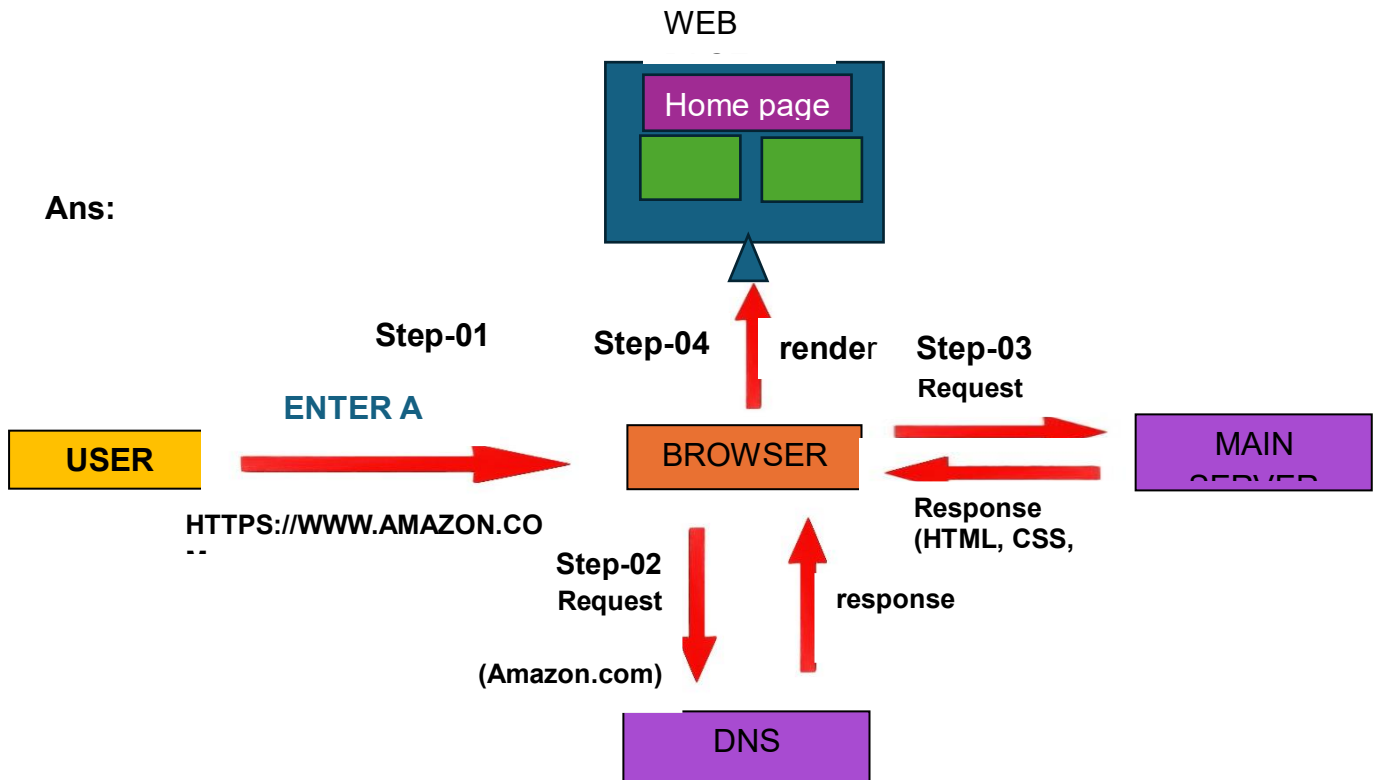 WEB
Home page
Ans:
Step-01
Step-04
render
Step-03
Request
ENTER A
USER
BROWSER
MAIN
SERVER
HTTPS://WWW.AMAZON.CO
Response
(HTML, CSS,
Step-02
Request
response
(Amazon.com)
DNS